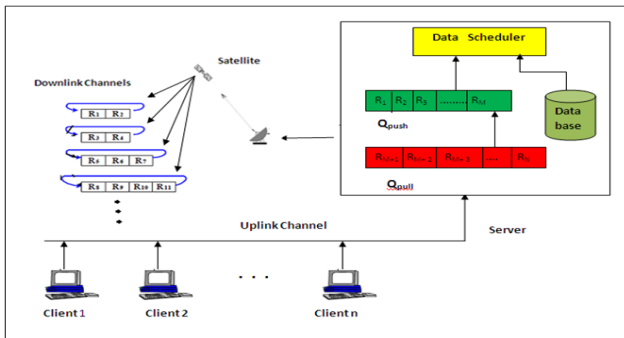 Data Scheduler
Satellite
Downlink Channels
R1 R2 R3 ......... RM
R1 R2
Data base
Qpush
R3 R4
R5 R6 R7
RM+1 RM+2 RM+3 .... RN
R8 R9 R10 R11
Qpull
Uplink Channel
Server
Client 1
Client 2
. . .
Client n